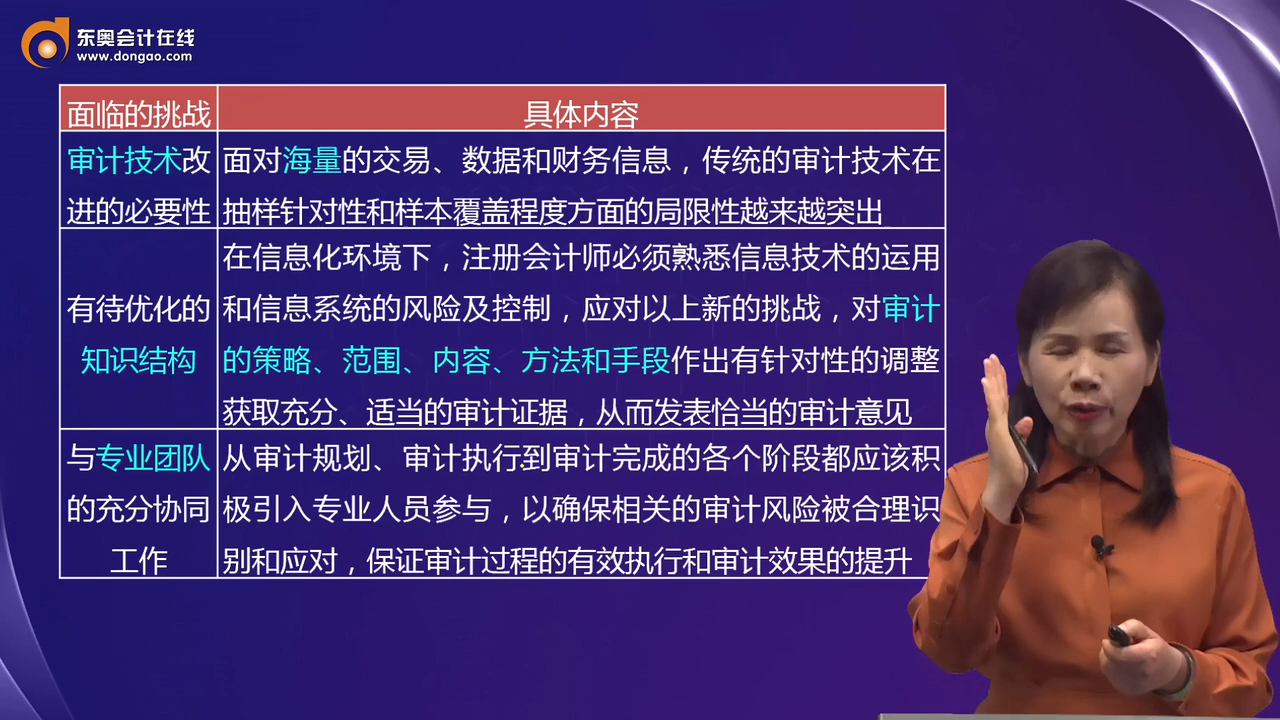 东奥会计在线
www.dongao.com
面临的挑战
具体内容
审计技术改
进的必要性
面对海量的交易、数据和财务信息，传统的审计技术在
抽样针对性和样本覆盖程度方面的局限性越来越突出
有待优化的
知识结构
在信息化环境下，注册会计师必须熟悉信息技术的运用
和信息系统的风险及控制，应对以上新的挑战，对审计
的策略、范围、内容、方法和手段作出有针对性的调整
获取充分、适当的审计证据，从而发表恰当的审计意见
与专业团队
的充分协同
工作
从审计规划、审计执行到审计完成的各个阶段都应该积
极引入专业人员参与，以确保相关的审计风险被合理识
别和应对，保证审计过程的有效执行和审计效果的提升